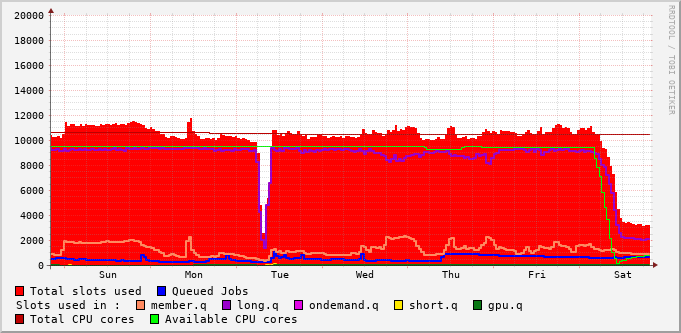 20000
18000
16000
14000
12000
10000
8000
6000
4000
2000
0
Sun Mon Tue Wed Thu Fri Sat
RRDTOOL / TOBI OETIKER
Total slots used Queued Jobs
Slots used in : member.q long.q ondemand.q short.q gpu.q
Total CPU cores Available CPU cores